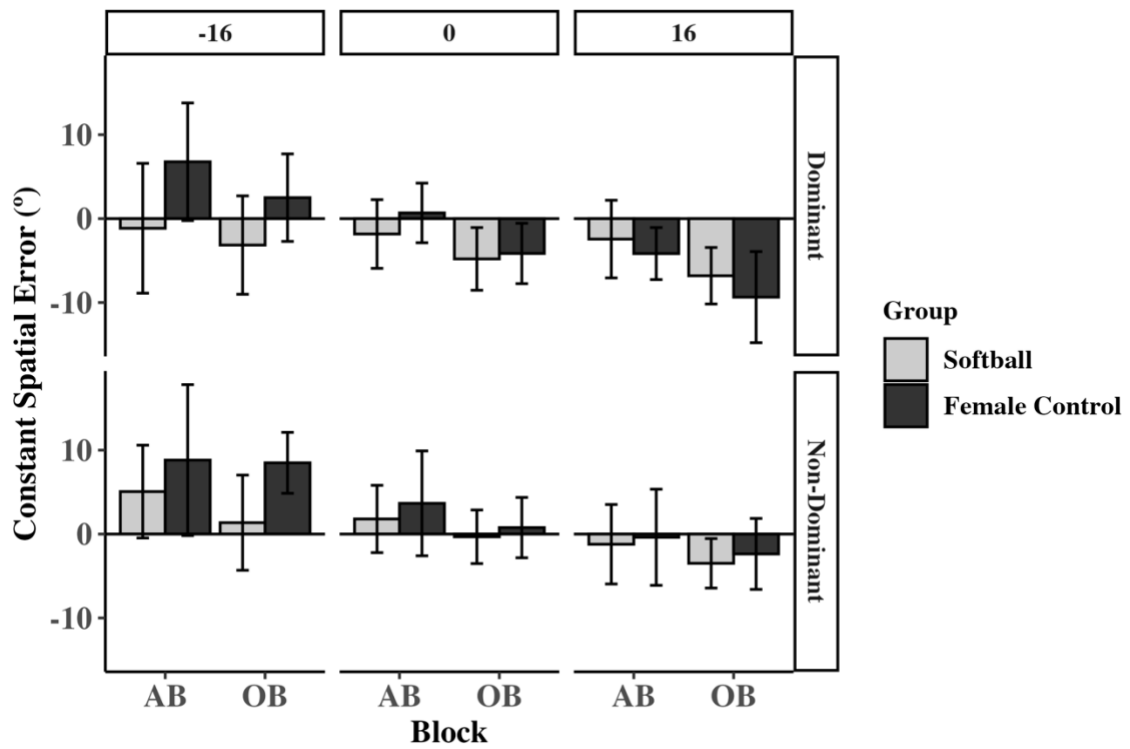 -16 0 16
Constant Spatial Error (º)
10
0
-10
Dominant
10
0
-10
Non-Dominant
AB OB AB OB AB OB
Block
Group
Softball
Female Control